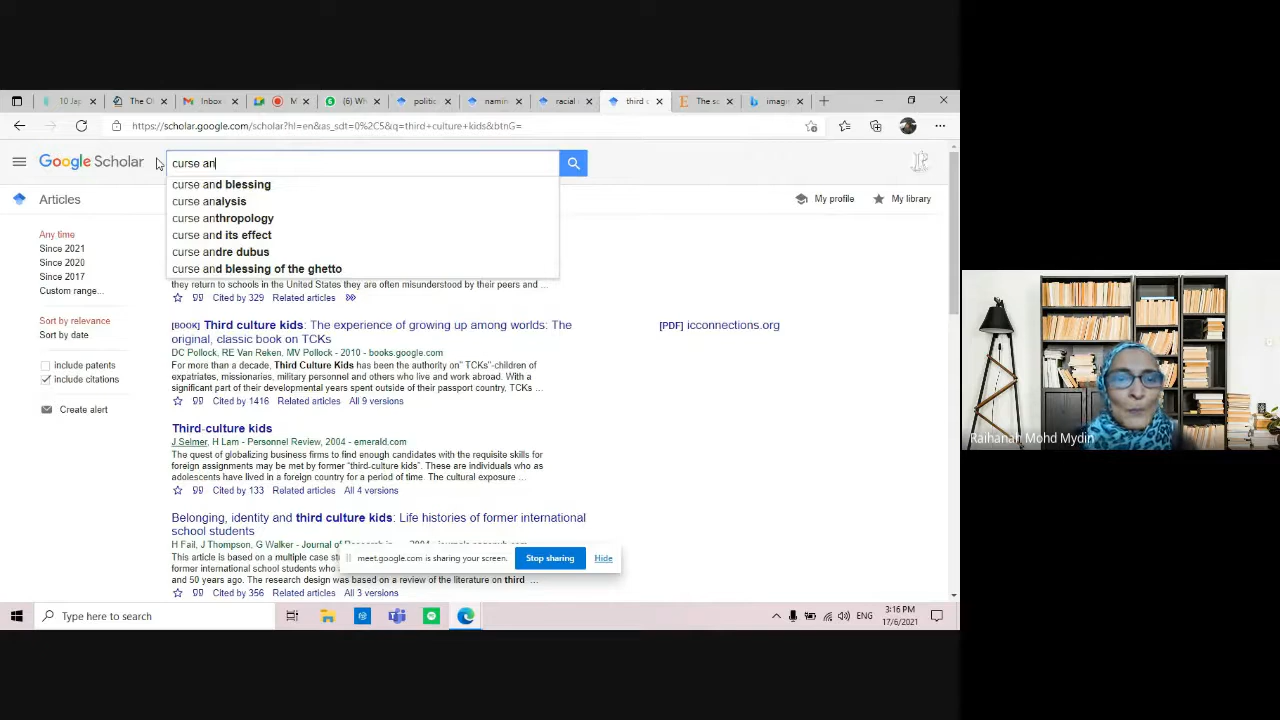 10 Jap
The O
Inbox
M
(6) Wh
politic
namin
racial i
third c
The sc
imagi
https://scholar.google.com/scholar?hl=en&as_sdt=0%2C5&q=third+culture+kids&btnG=
Google Scholar
curse an
curse and blessing
curse analysis
curse anthropology
curse and its effect
curse andre dubus
curse and blessing of the ghetto
Articles
My profile
My library
Any time
Since 2021
Since 2020
Since 2017
Custom range...
Sort by relevance
Sort by date
include patents
include citations
Create alert
they return to schools in the United States they are often misunderstood by their peers and ...
Cited by 329 Related articles
[BOOK] Third culture kids: The experience of growing up among worlds: The
original, classic book on TCKs
DC Pollock, RE Van Reken, MV Pollock - 2010 - books.google.com
For more than a decade, Third Culture Kids has been the authority on" TCKs"-children of
expatriates, missionaries, military personnel and others who live and work abroad. With a
significant part of their developmental years spent outside of their passport country, TCKs ...
Cited by 1416 Related articles All 9 versions
[PDF] icconnections.org
Third-culture kids
J Selmer, H Lam - Personnel Review, 2004 - emerald.com
The quest of globalizing business firms to find enough candidates with the requisite skills for
foreign assignments may be met by former "third-culture kids". These are individuals who as
adolescents have lived in a foreign country for a period of time. The cultural exposure ...
Cited by 133 Related articles All 4 versions
Belonging, identity and third culture kids: Life histories of former international
school students
H Fail, J Thompson, G Walker - Journal of
This article is based on a multiple case
former international school students who
and 50 years ago. The research design was based on a review of the literature on third ...
Cited by 356 Related articles All 3 versions
meet.google.com is sharing your screen.
Stop sharing
Hide
Type here to search
ENG
3:16 PM
17/6/2021
Raihanah Mohd Mydin